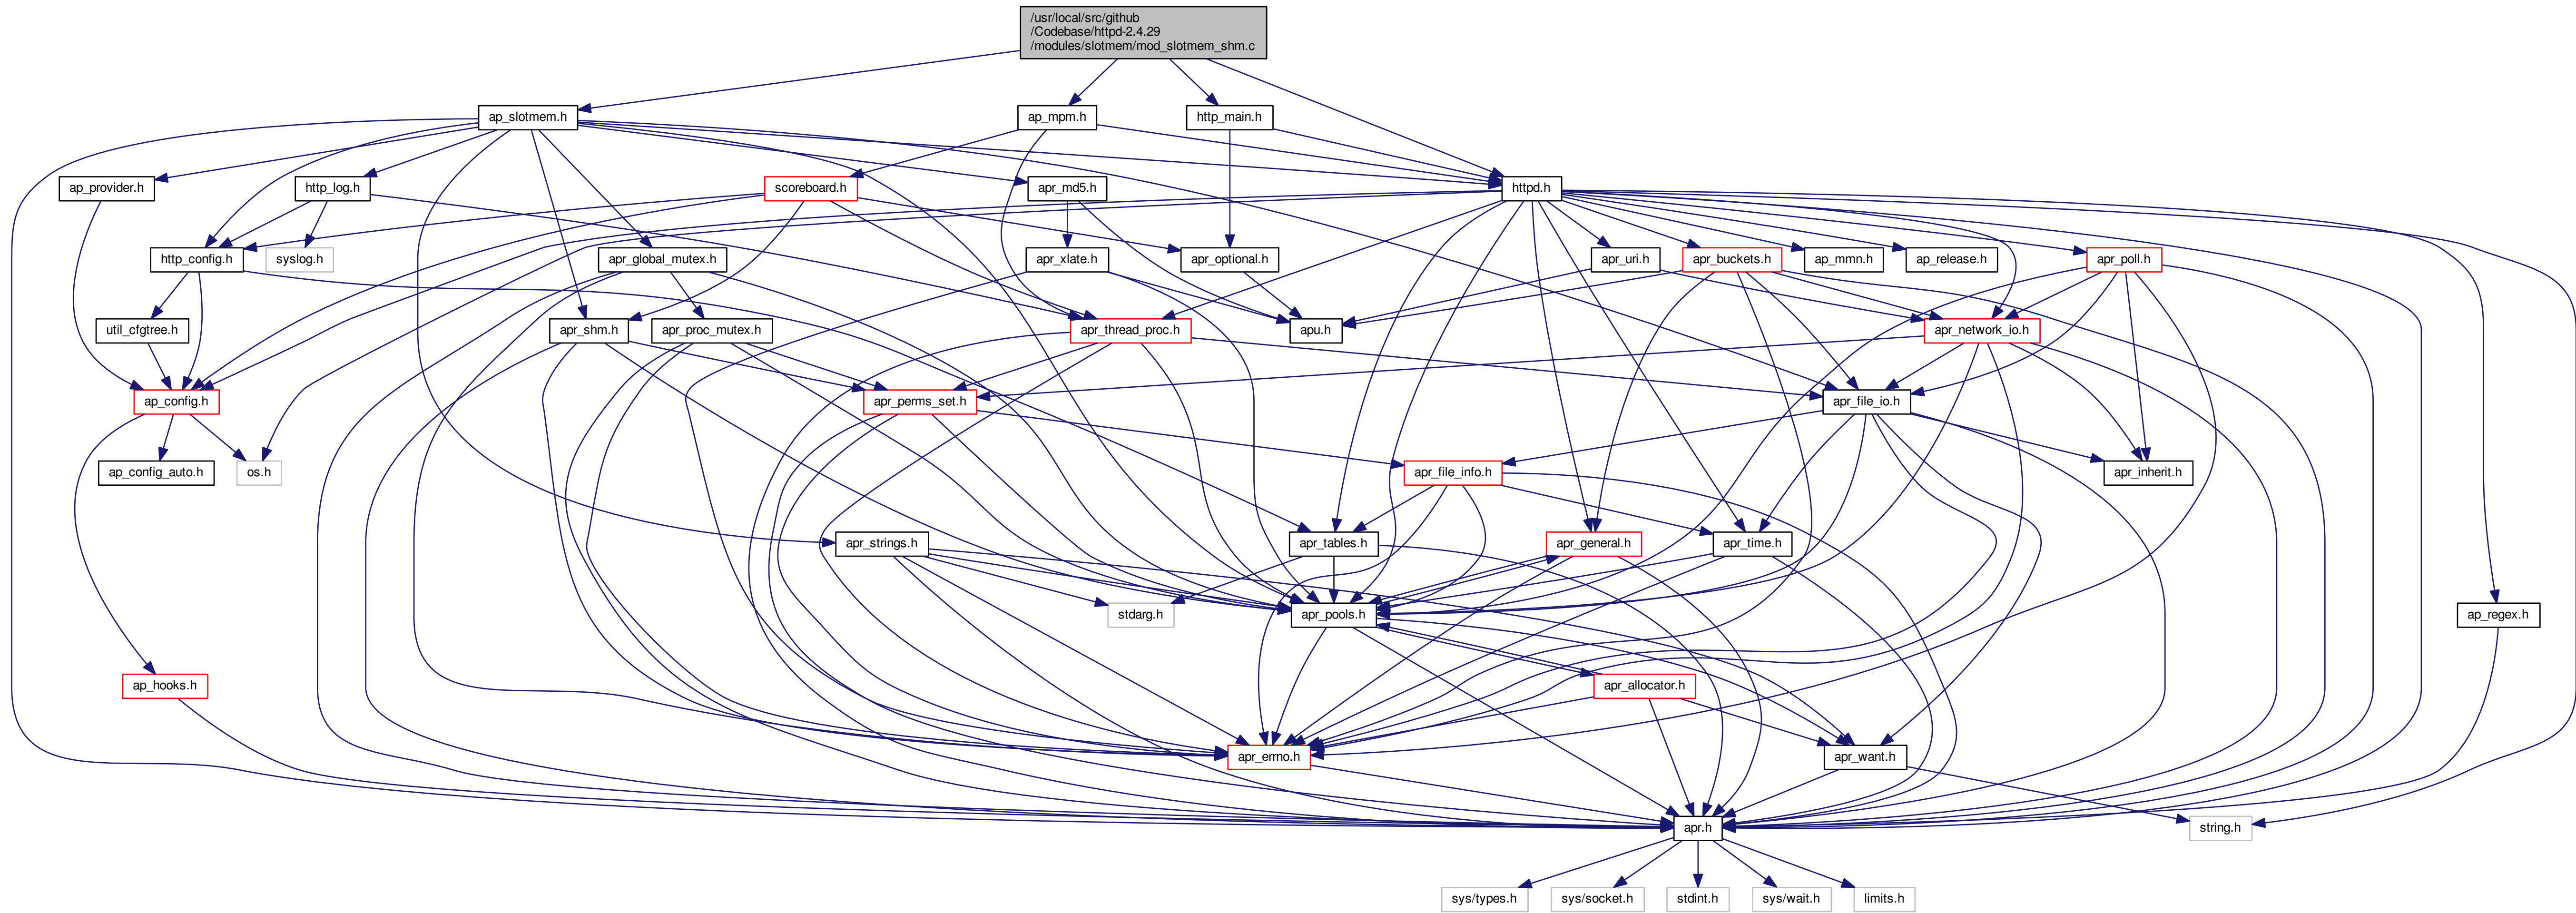 /usr/local/src/github
/Codebase/httpd-2.4.29
/modules/slotmem/mod_slotmem_shm.c
ap_slotmem.h
ap_mpm.h
http_main.h
ap_provider.h
http_log.h
scoreboard.h
apr_md5.h
httpd.h
http_config.h
syslog.h
apr_global_mutex.h
apr_xlate.h
apr_optional.h
apr_uri.h
apr_buckets.h
ap_mmn.h
ap_release.h
apr_poll.h
util_cfgtree.h
apr_shm.h
apr_proc_mutex.h
apr_thread_proc.h
apu.h
apr_network_io.h
ap_config.h
apr_perms_set.h
apr_file_io.h
ap_config_auto.h
os.h
apr_file_info.h
apr_inherit.h
apr_strings.h
apr_tables.h
apr_general.h
apr_time.h
stdarg.h
apr_pools.h
ap_regex.h
ap_hooks.h
apr_allocator.h
apr_errno.h
apr_want.h
apr.h
string.h
sys/types.h
sys/socket.h
stdint.h
sys/wait.h
limits.h